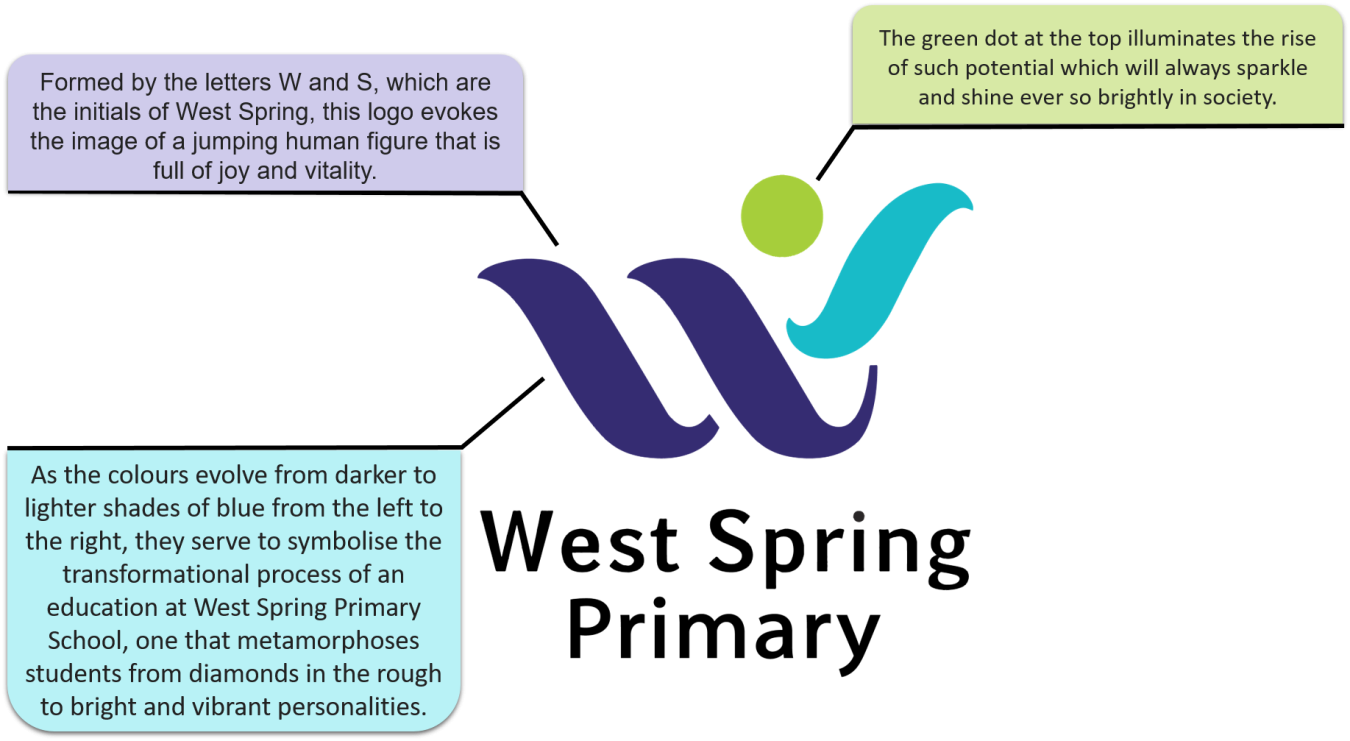 Formed by the letters W and S, which are
the initials of West Spring, this logo evokes
the image of a jumping human figure that is
full of joy and vitality.
The green dot at the top illuminates the rise
of such potential which will always sparkle
and shine ever so brightly in society.
As the colours evolve from darker to
lighter shades of blue from the left to
the right, they serve to symbolise the
transformational process of an
education at West Spring Primary
School, one that metamorphoses
students from diamonds in the rough
to bright and vibrant personalities.
West Spring
Primary